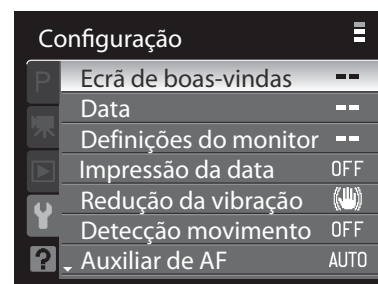 Configuração
P Ecrã de boas-vindas --
Data --
Definições do monitor --
Impressão da data OFF
Redução da vibração
Detecção movimento OFF
? Auxiliar de AF AUTO